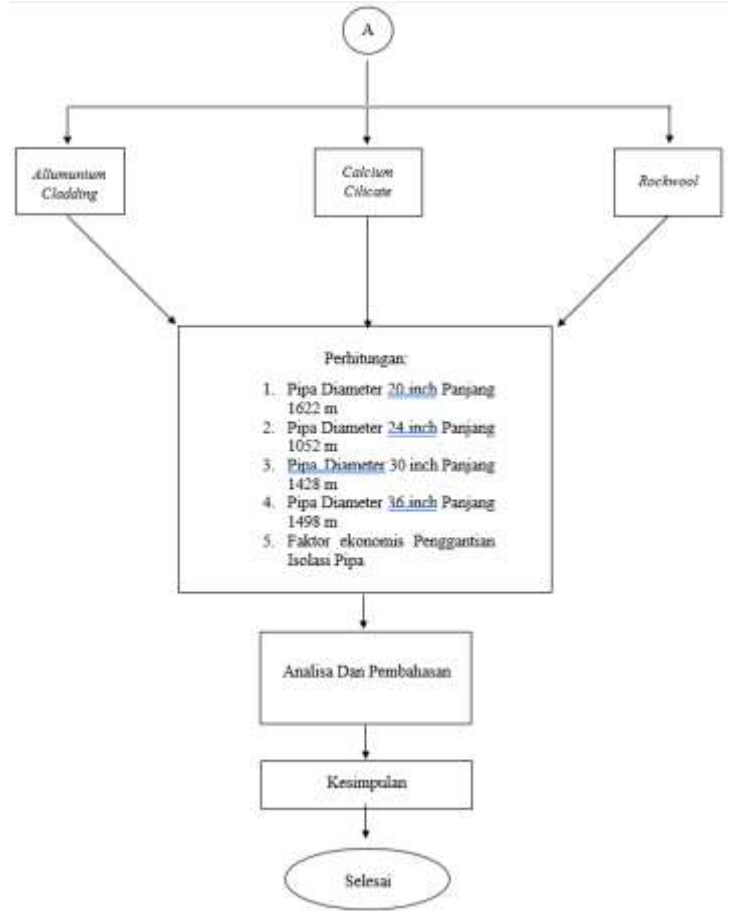 A
Allumunium
Cladding
Calcium
Cilicate
Rockwool
Perhitungan:
1. Pipa Diameter 20 inch Panjang
1622 m
2. Pipa Diameter 24 inch Panjang
1052 m
3. Pipa Diameter 30 inch Panjang
1428 m
4. Pipa Diameter 36 inch Panjang
1498 m
5. Faktor ekonomis Penggantian
Isolasi Pipa
Analisa Dan Pembahasan
Kesimpulan
Selesai